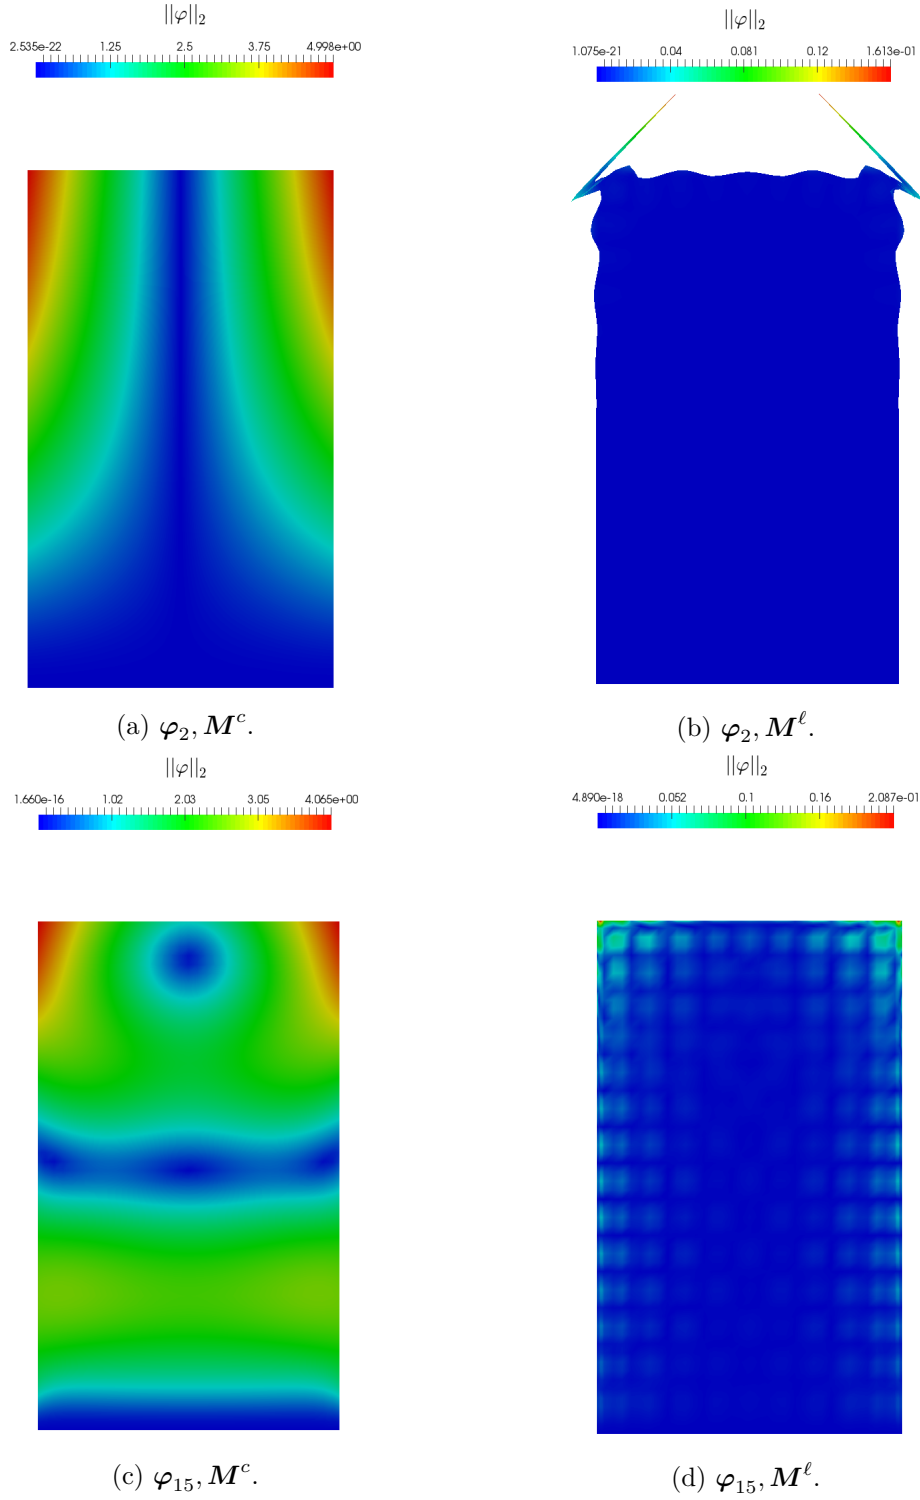 ||φ||₂
2.535e-22 1.25 2.5 3.75 4.998e+00
||φ||₂
1.075e-21 0.04 0.081 0.12 1.613e-01
(a) φ₂, Mᶜ.
(b) φ₂, Mˡ.
||φ||₂
1.660e-16 1.02 2.03 3.05 4.065e+00
||φ||₂
4.890e-18 0.052 0.1 0.16 2.087e-01
(c) φ₁₅, Mᶜ.
(d) φ₁₅, Mˡ.